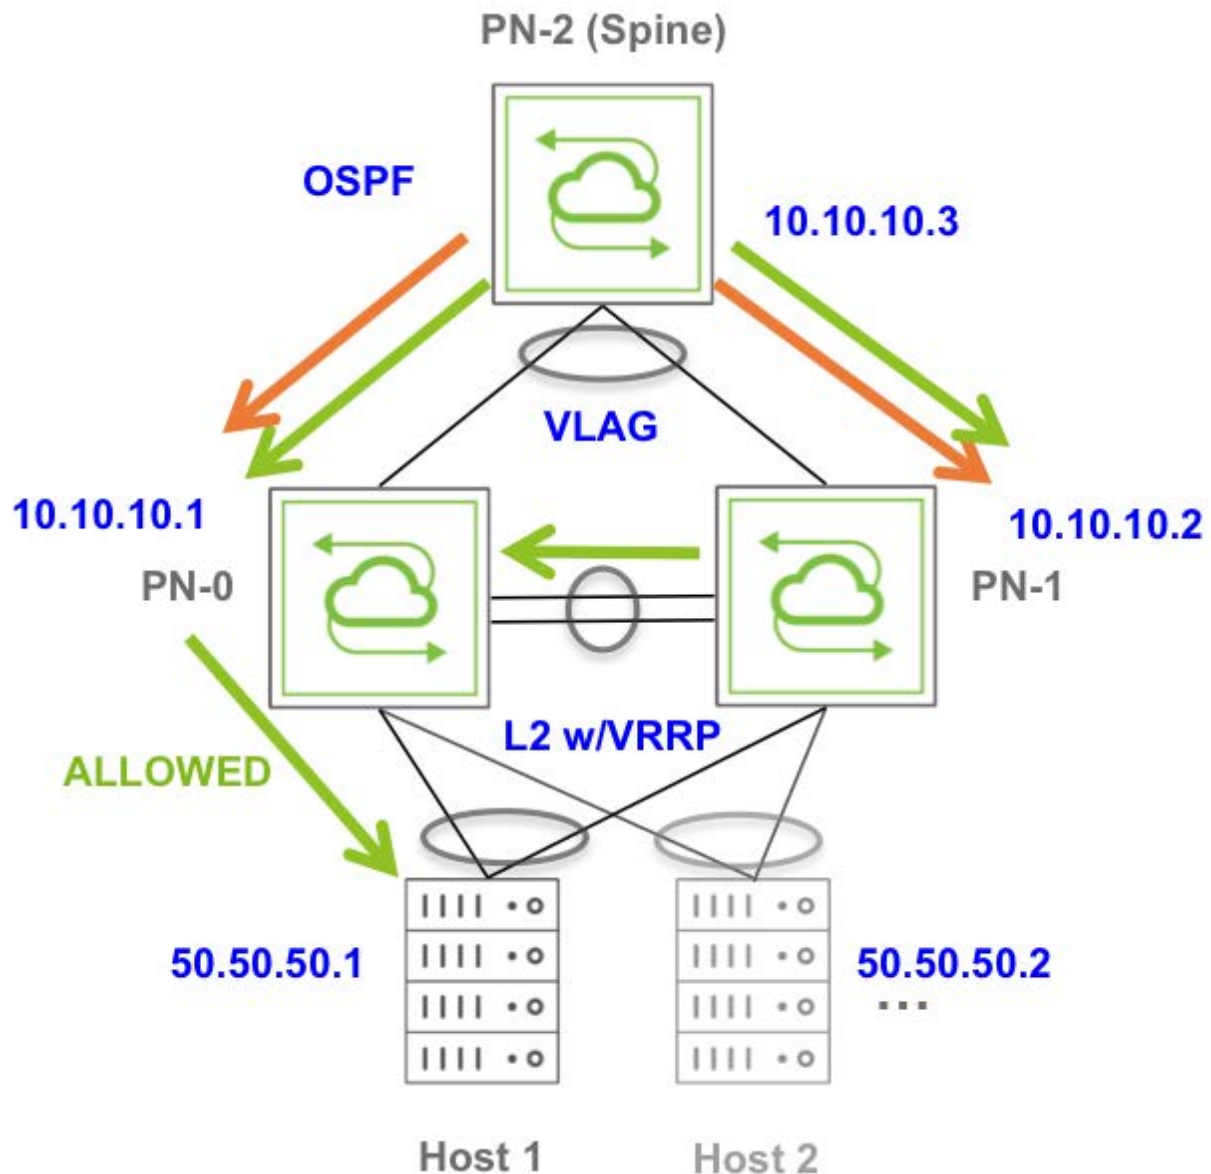 PN-2 (Spine)
OSPF
10.10.10.3
VLAG
10.10.10.1
10.10.10.2
PN-0
PN-1
L2 w/VRRP
ALLOWED
50.50.50.1
50.50.50.2
...
Host 1
Host 2